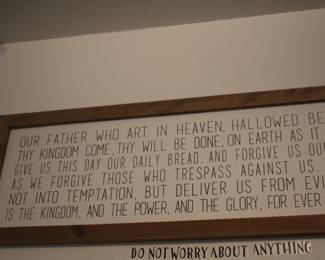 OUR FATHER WHO ART IN HEAVEN, HALLOWED BE
THY KINGDOM COME, THY WILL BE DONE, ON EARTH AS IT
GIVE US THIS DAY OUR DAILY BREAD. AND FORGIVE US OUR
AS WE FORGIVE THOSE WHO TRESPASS AGAINST US.
NOT INTO TEMPTATION, BUT DELIVER US FROM EVI
IS THE KINGDOM, AND THE POWER, AND THE GLORY, FOR EVER
DO NOT WORRY ABOUT ANYTHING